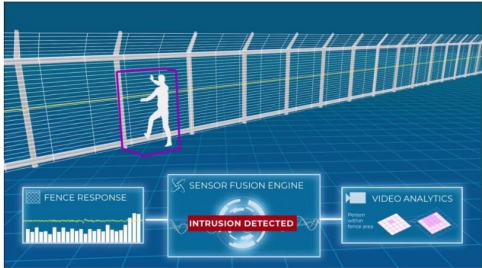 FENCE RESPONSE
SENSOR FUSION ENGINE
INTRUSION DETECTED
VIDEO ANALYTICS
Person
within
fence area